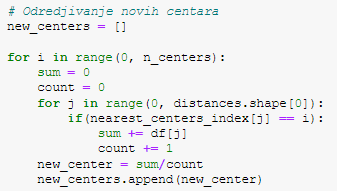 # Odredjivanje novih centara
new_centers = []

for i in range(0, n_centers):
    sum = 0
    count = 0
    for j in range(0, distances.shape[0]):
        if(nearest_centers_index[j] == i):
            sum += df[j]
            count += 1
    new_center = sum/count
    new_centers.append(new_center)